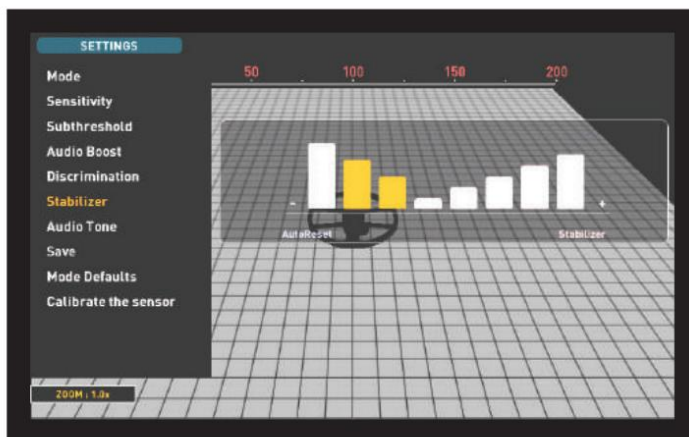 SETTINGS
Mode
Sensitivity
Subthreshold
Audio Boost
Discrimination
Stabilizer
Audio Tone
Save
Mode Defaults
Calibrate the sensor
50 100 150 200
- +
AutoReset Stabilizer
ZOOM : 1.0x